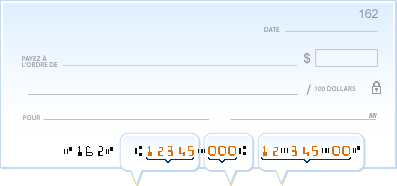 162
DATE
PAYEZ À
L'ORDRE DE
$
/ 100 DOLLARS
POUR
MP
⑈162⑈ ⑆12345⑉000⑆ 12⑉345⑉00⑈